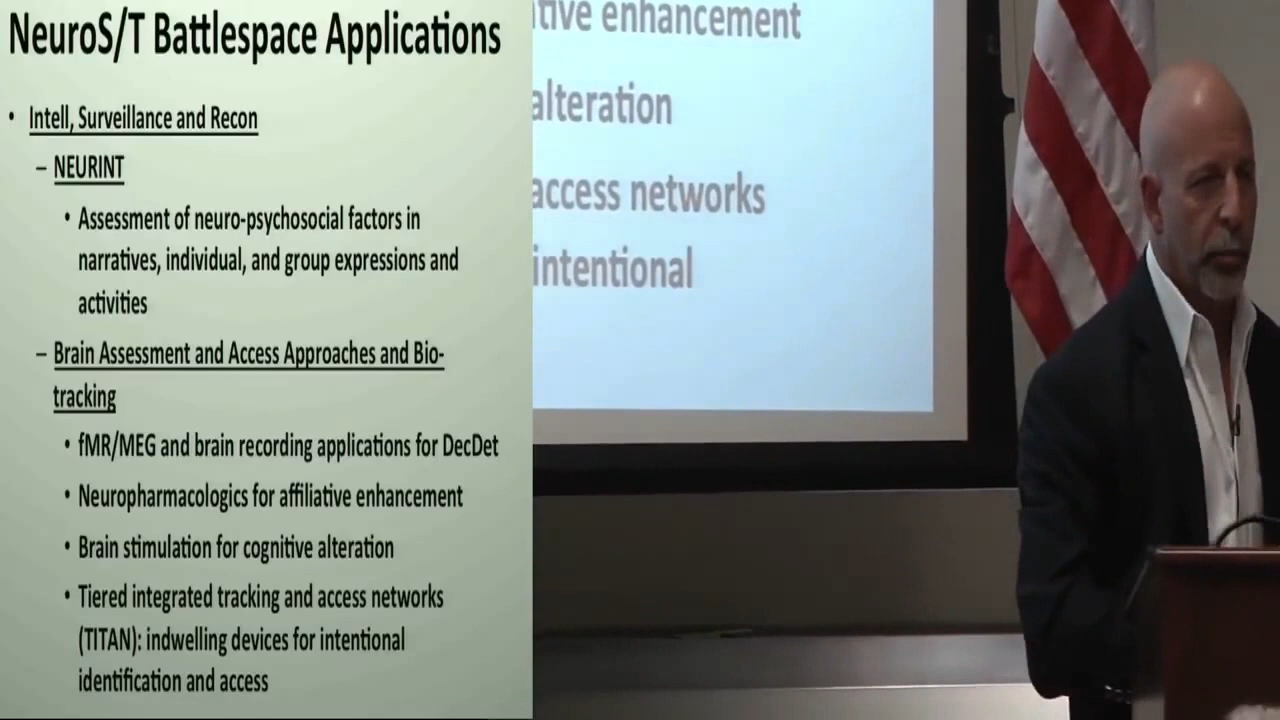 NeuroS/T Battlespace Applications
• Intell, Surveillance and Recon
– NEURINT
• Assessment of neuro-psychosocial factors in
narratives, individual, and group expressions and
activities
– Brain Assessment and Access Approaches and Bio-
tracking
• fMR/MEG and brain recording applications for DecDet
• Neuropharmacologics for affiliative enhancement
• Brain stimulation for cognitive alteration
• Tiered integrated tracking and access networks
(TITAN): indwelling devices for intentional
identification and access
tive enhancement
alteration
access networks
intentional